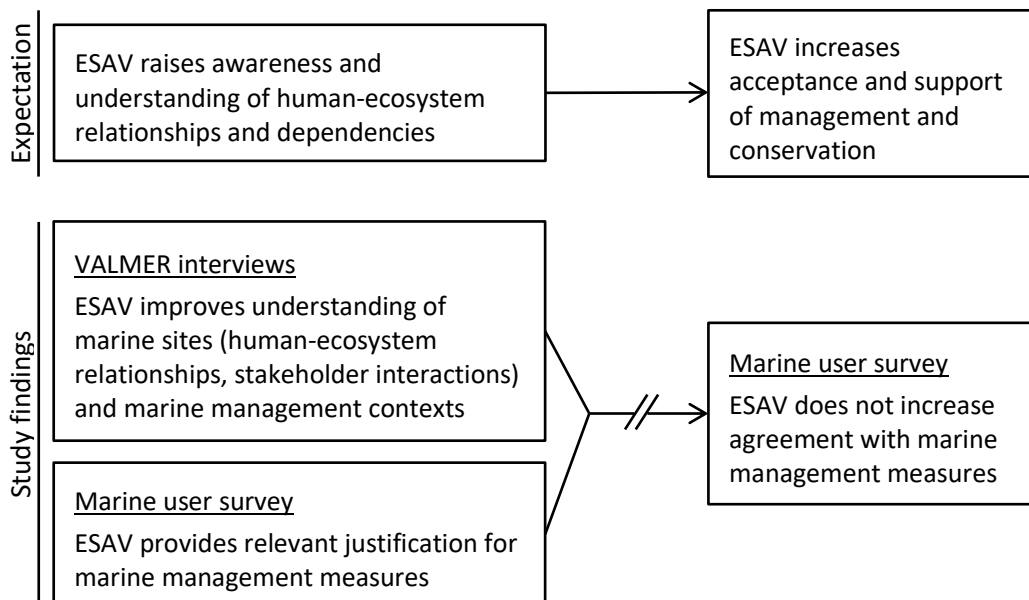 Expectation
ESAV raises awareness and
understanding of human-ecosystem
relationships and dependencies
ESAV increases
acceptance and support
of management and
conservation
Study findings
VALMER interviews
ESAV improves understanding of
marine sites (human-ecosystem
relationships, stakeholder interactions)
and marine management contexts
Marine user survey
ESAV provides relevant justification for
marine management measures
Marine user survey
ESAV does not increase
agreement with marine
management measures